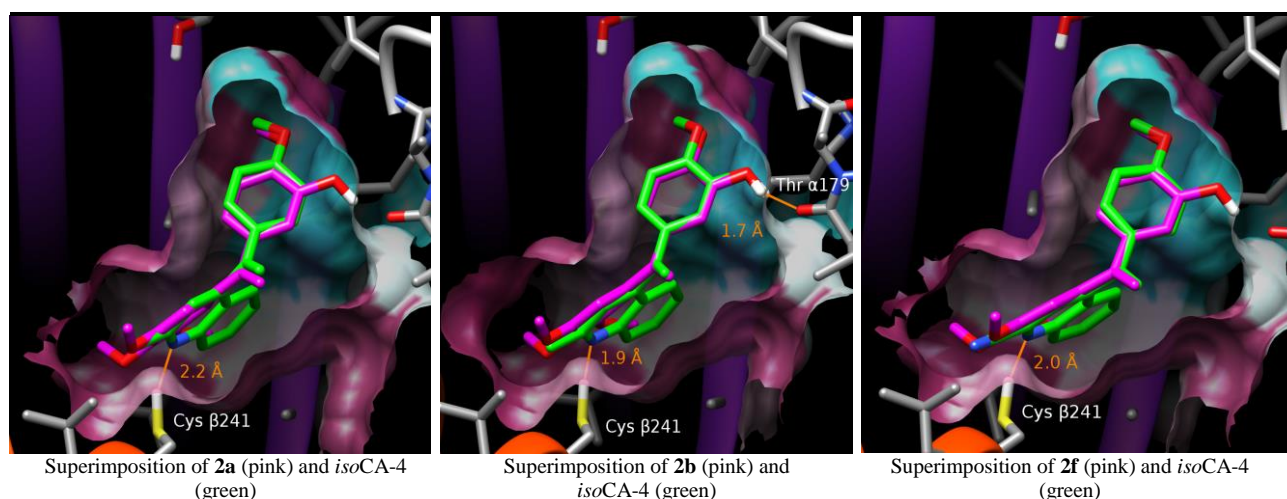 2.2 Å
Cys β241
Thr α179
1.7 Å
1.9 Å
Cys β241
2.0 Å
Cys β241
Superimposition of 2a (pink) and isoCA-4
(green)
Superimposition of 2b (pink) and
isoCA-4 (green)
Superimposition of 2f (pink) and isoCA-4
(green)